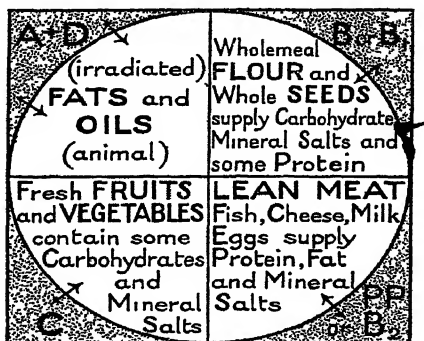 A+D
(irradiated)
FATS and
OILS
(animal)
B or B₁
Wholemeal
FLOUR and
Whole SEEDS
supply Carbohydrate
Mineral Salts and
some Protein
Fresh FRUITS
and VEGETABLES
contain some
Carbohydrates
and
Mineral
Salts
C
LEAN MEAT
Fish, Cheese, Milk
Eggs supply
Protein, Fat
and Mineral
Salts
PP
or B₂